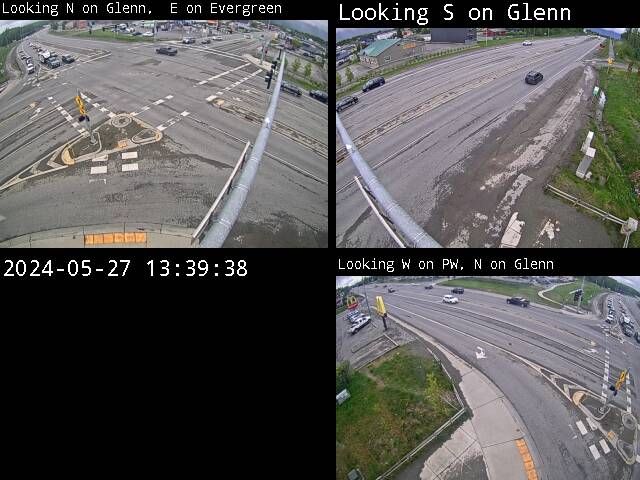 Looking N on Glenn,  E on Evergreen
Looking S on Glenn
2024-05-27 13:39:38
Looking W on PW, N on Glenn